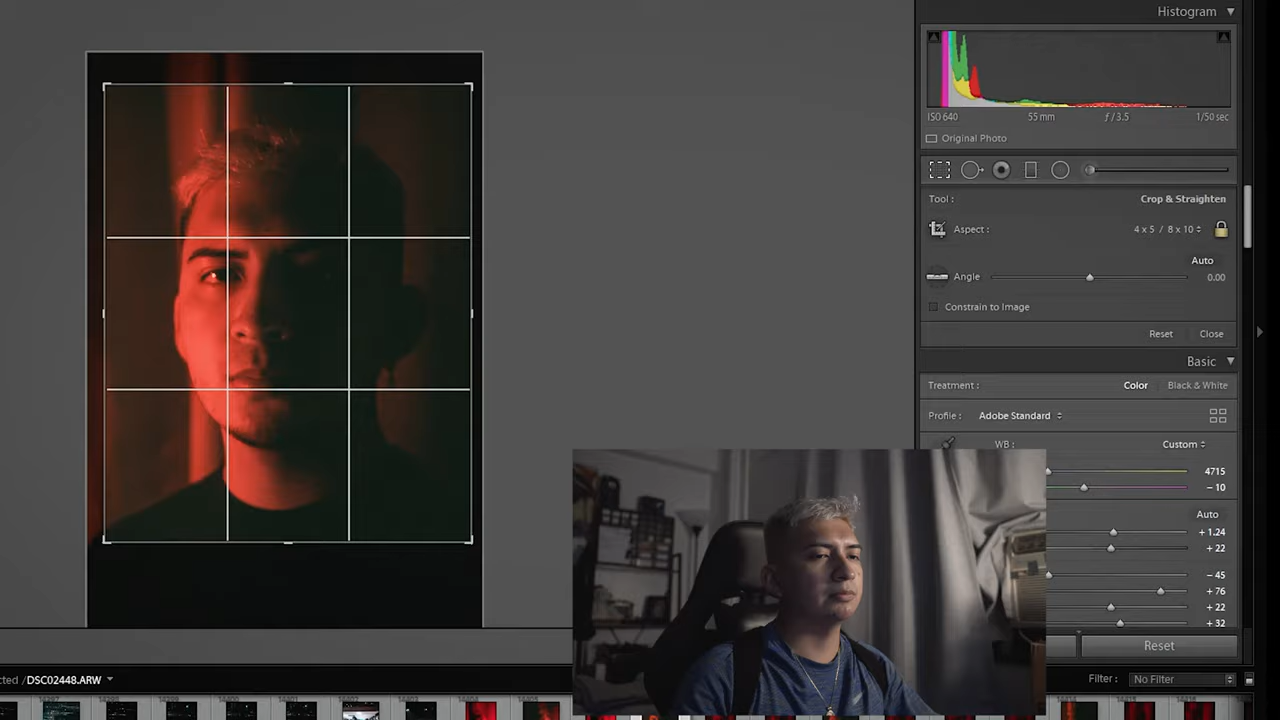 Histogram
ISO 640 55 mm ƒ / 3.5 1/50 sec
Original Photo
Tool : Crop & Straighten
Aspect : 4 x 5 / 8 x 10
Auto
Angle 0.00
Constrain to Image
Reset Close
Basic
Treatment : Color Black & White
Profile : Adobe Standard
WB : Custom
4715
− 10
Auto
+ 1.24
+ 22
− 45
+ 76
+ 22
+ 32
Reset
cted / DSC02448.ARW
Filter : No Filter